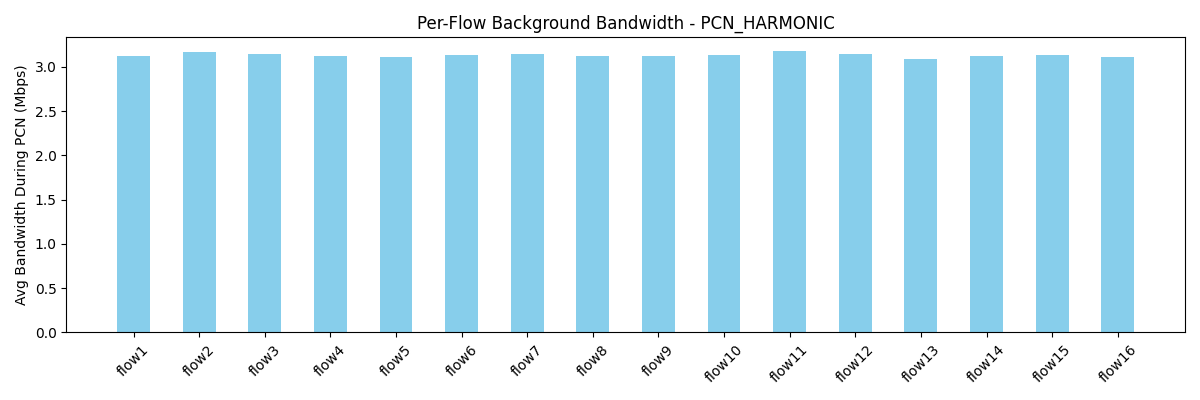 Per-Flow Background Bandwidth - PCN_HARMONIC
Avg Bandwidth During PCN (Mbps)
3.0
2.5
2.0
1.5
1.0
0.5
0.0
flow1
flow2
flow3
flow4
flow5
flow6
flow7
flow8
flow9
flow10
flow11
flow12
flow13
flow14
flow15
flow16